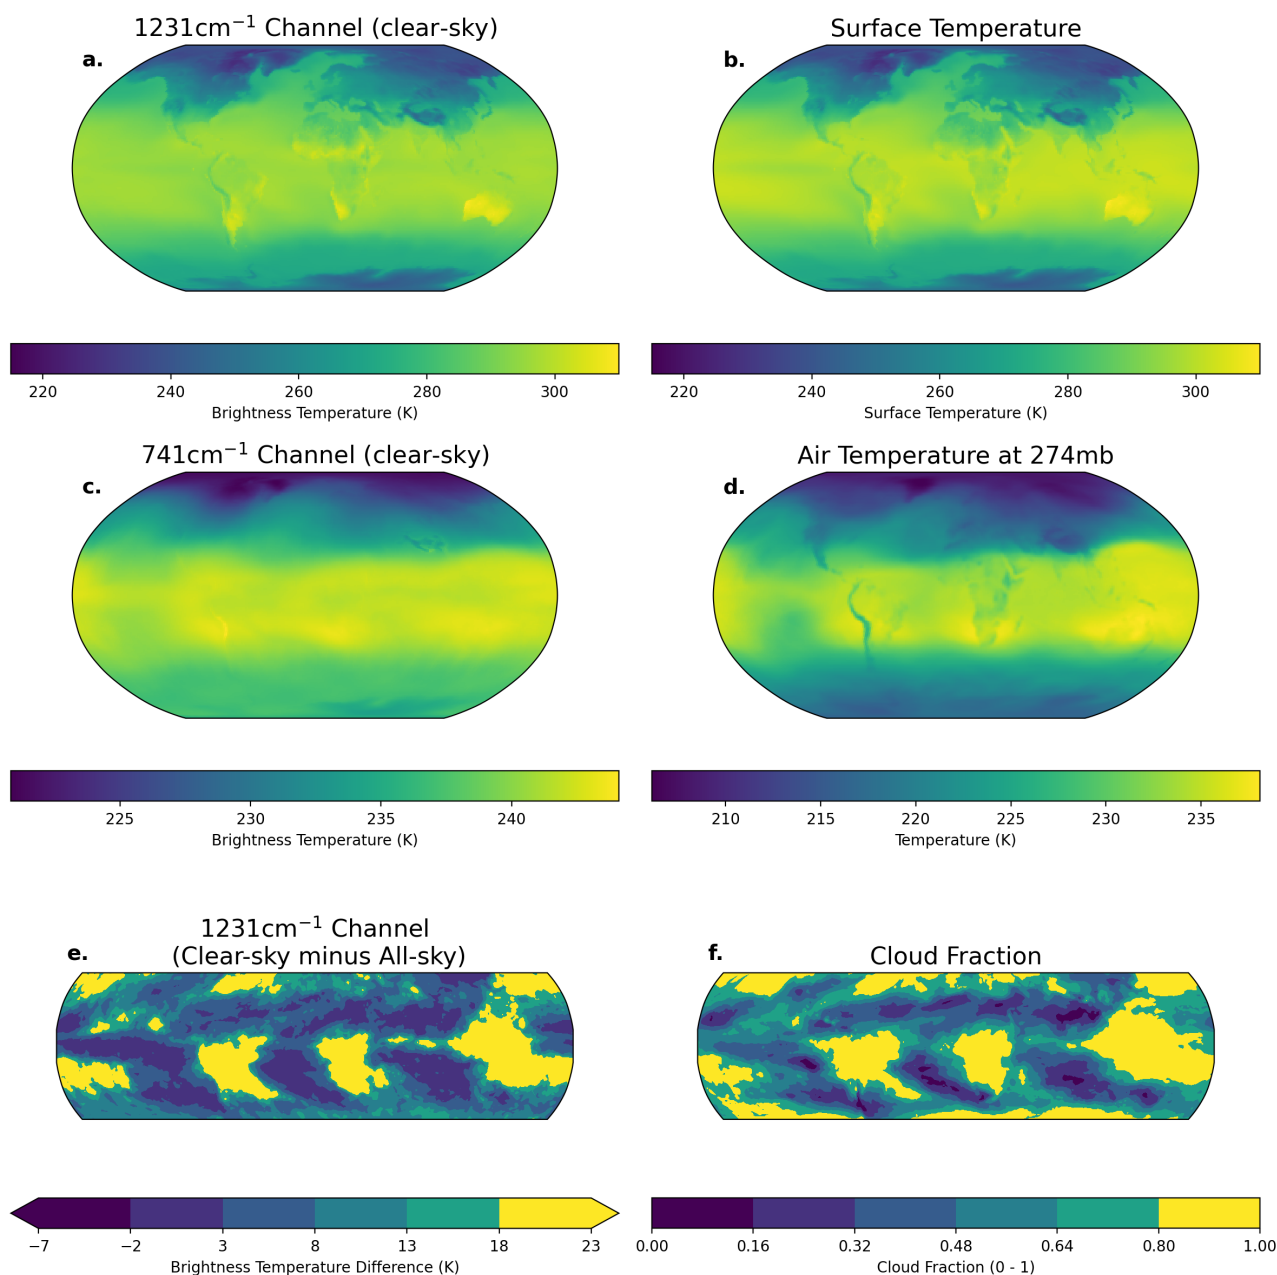 1231cm⁻¹ Channel (clear-sky)
a.
220 240 260 280 300
Brightness Temperature (K)
Surface Temperature
b.
220 240 260 280 300
Surface Temperature (K)
741cm⁻¹ Channel (clear-sky)
c.
225 230 235 240
Brightness Temperature (K)
Air Temperature at 274mb
d.
210 215 220 225 230 235
Temperature (K)
1231cm⁻¹ Channel
(Clear-sky minus All-sky)
e.
−7 −2 3 8 13 18 23
Brightness Temperature Difference (K)
Cloud Fraction
f.
0.00 0.16 0.32 0.48 0.64 0.80 1.00
Cloud Fraction (0 - 1)